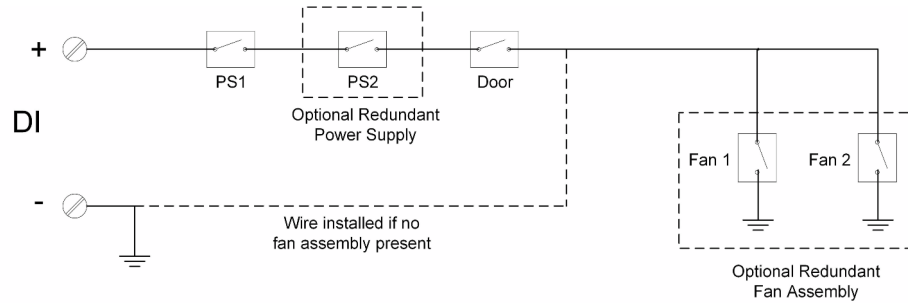 +
PS1
PS2
Door
Optional Redundant
Power Supply
DI
Fan 1
Fan 2
-
Wire installed if no
fan assembly present
Optional Redundant
Fan Assembly